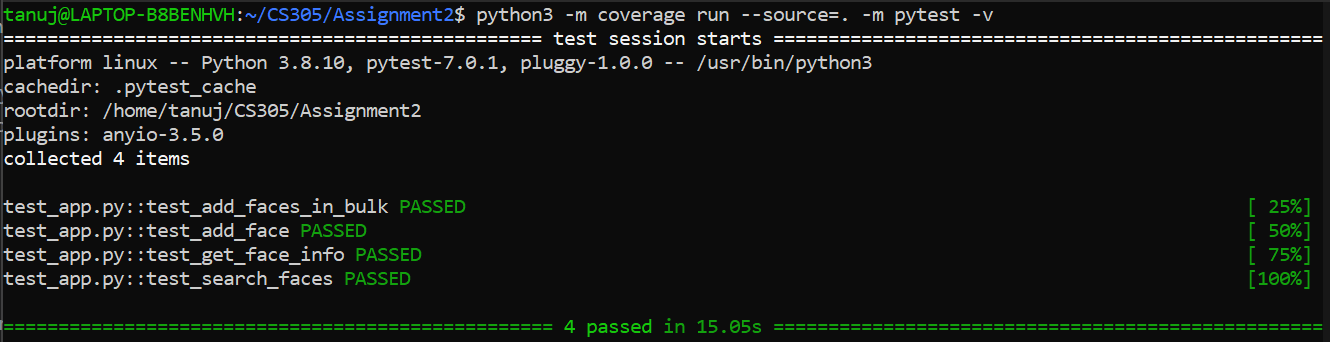 tanuj@LAPTOP-B8BENHVH:~/CS305/Assignment2$ python3 -m coverage run --source=. -m pytest -v
================================================= test session starts ==================================================
platform linux -- Python 3.8.10, pytest-7.0.1, pluggy-1.0.0 -- /usr/bin/python3
cachedir: .pytest_cache
rootdir: /home/tanuj/CS305/Assignment2
plugins: anyio-3.5.0
collected 4 items
test_app.py::test_add_faces_in_bulk PASSED [ 25%]
test_app.py::test_add_face PASSED [ 50%]
test_app.py::test_get_face_info PASSED [ 75%]
test_app.py::test_search_faces PASSED [100%]
================================================== 4 passed in 15.05s ==================================================